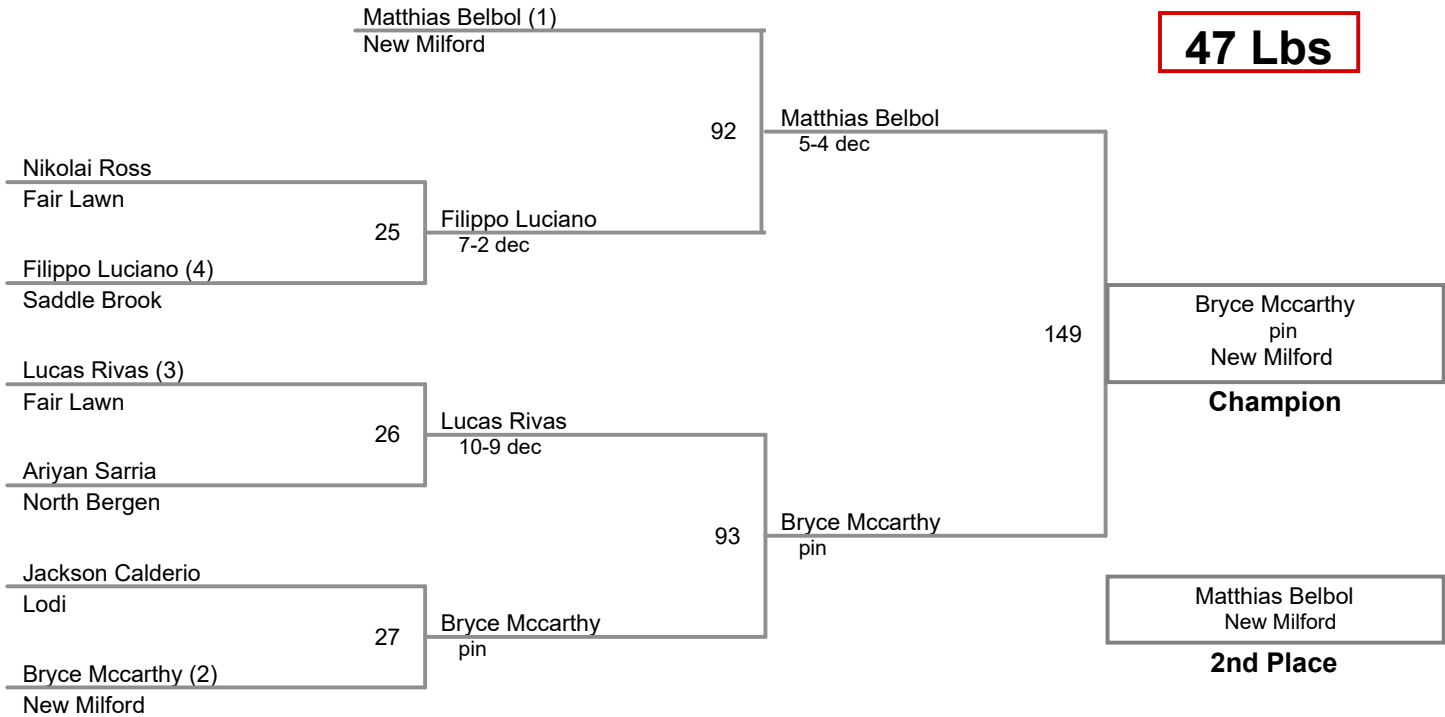 Matthias Belbol (1)
New Milford
47 Lbs
92
Matthias Belbol
5-4 dec
Nikolai Ross
Fair Lawn
25
Filippo Luciano
7-2 dec
Filippo Luciano (4)
Saddle Brook
149
Bryce Mccarthy
pin
New Milford
Champion
Lucas Rivas (3)
Fair Lawn
26
Lucas Rivas
10-9 dec
Ariyan Sarria
North Bergen
93
Bryce Mccarthy
pin
Jackson Calderio
Lodi
27
Bryce Mccarthy
pin
Bryce Mccarthy (2)
New Milford
Matthias Belbol
New Milford
2nd Place